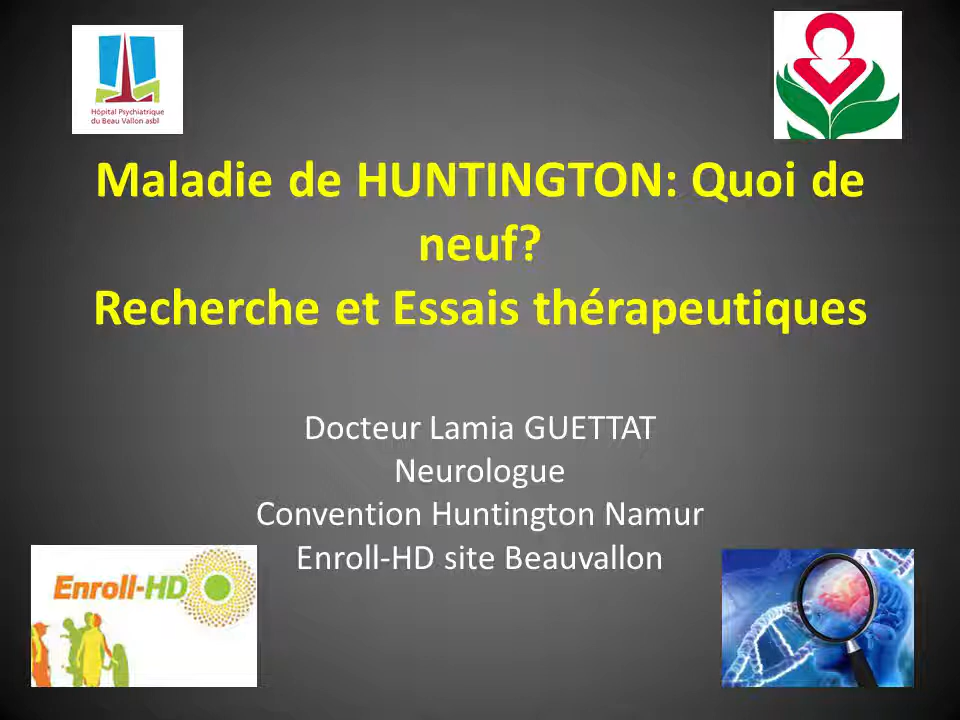 Hôpital Psychiatrique
du Beau Vallon asbl
Maladie de HUNTINGTON: Quoi de
neuf?
Recherche et Essais thérapeutiques
Docteur Lamia GUETTAT
Neurologue
Convention Huntington Namur
Enroll-HD site Beauvallon
Enroll-HD